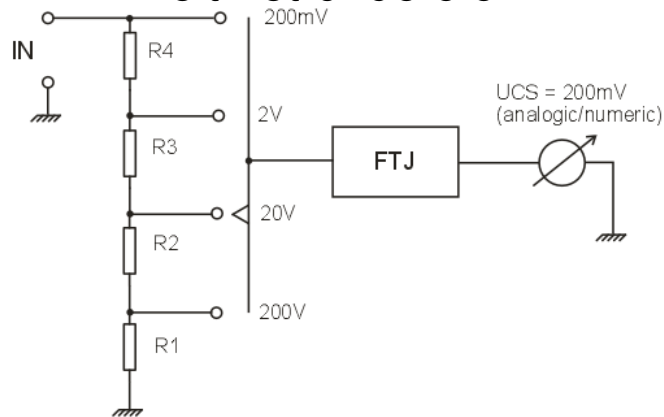 200mV
IN
R4
UCS = 200mV
(analogic/numeric)
2V
R3
FTJ
20V
R2
200V
R1